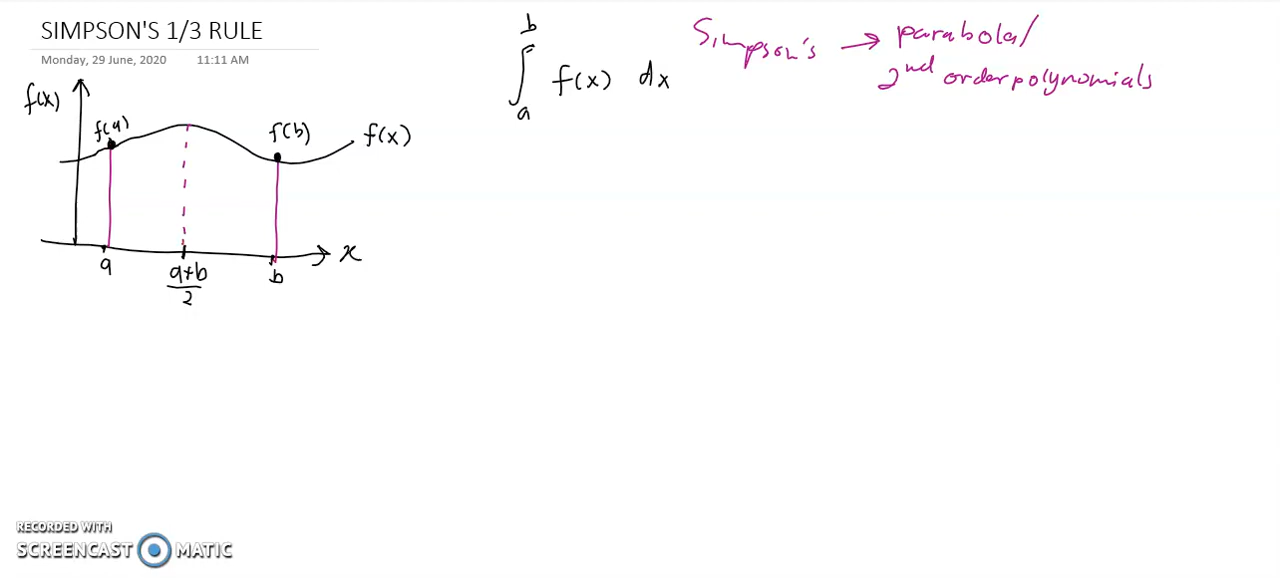 SIMPSON'S 1/3 RULE
Monday, 29 June, 2020 11:11 AM
f(x)
f(a)
f(b)
f(x)
a
a+b
2
b
x
b
∫ f(x) dx
a
Simpson's → parabola/
2nd order polynomials
RECORDED WITH
SCREENCAST MATIC